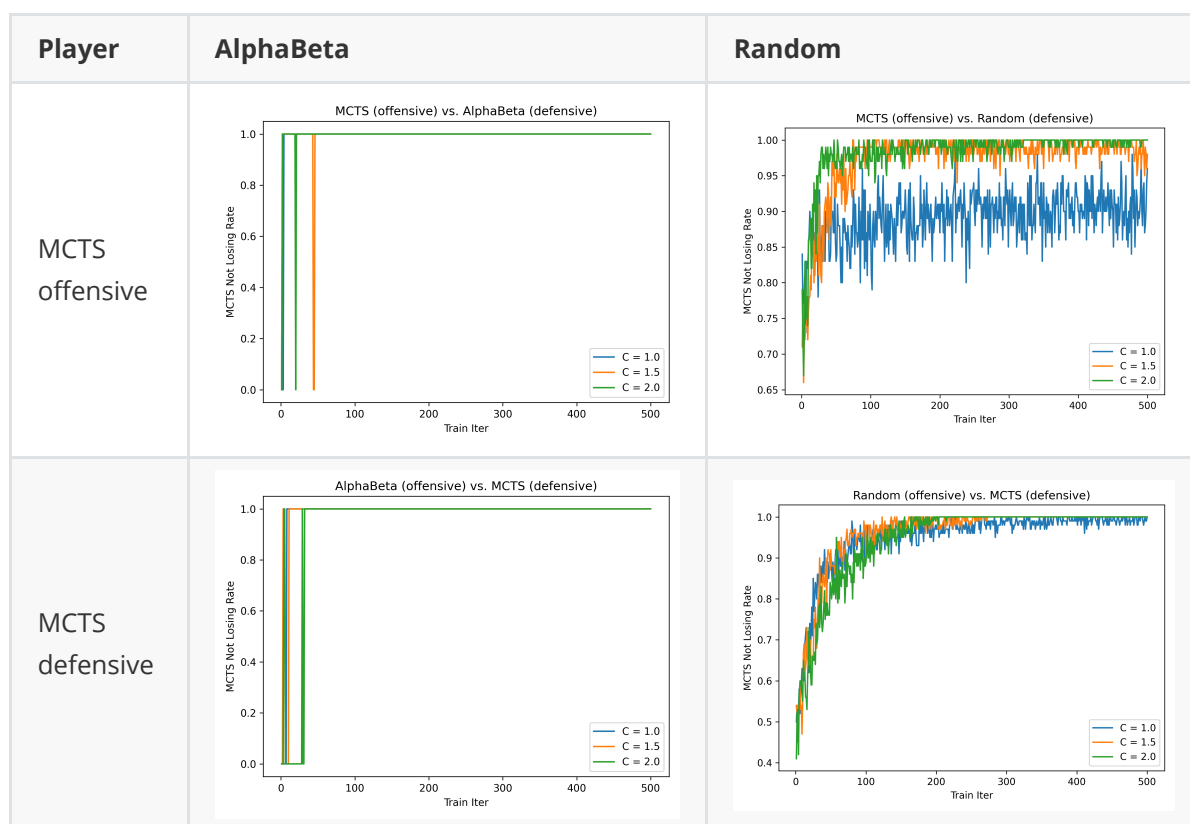 Player
AlphaBeta
Random
MCTS
offensive
MCTS (offensive) vs. AlphaBeta (defensive)
MCTS Not Losing Rate
1.0
0.8
0.6
0.4
0.2
0.0
0
100
200
300
400
500
Train Iter
C = 1.0
C = 1.5
C = 2.0
MCTS (offensive) vs. Random (defensive)
MCTS Not Losing Rate
1.00
0.95
0.90
0.85
0.80
0.75
0.70
0.65
0
100
200
300
400
500
Train Iter
C = 1.0
C = 1.5
C = 2.0
MCTS
defensive
AlphaBeta (offensive) vs. MCTS (defensive)
MCTS Not Losing Rate
1.0
0.8
0.6
0.4
0.2
0.0
0
100
200
300
400
500
Train Iter
C = 1.0
C = 1.5
C = 2.0
Random (offensive) vs. MCTS (defensive)
MCTS Not Losing Rate
1.0
0.9
0.8
0.7
0.6
0.5
0.4
0
100
200
300
400
500
Train Iter
C = 1.0
C = 1.5
C = 2.0